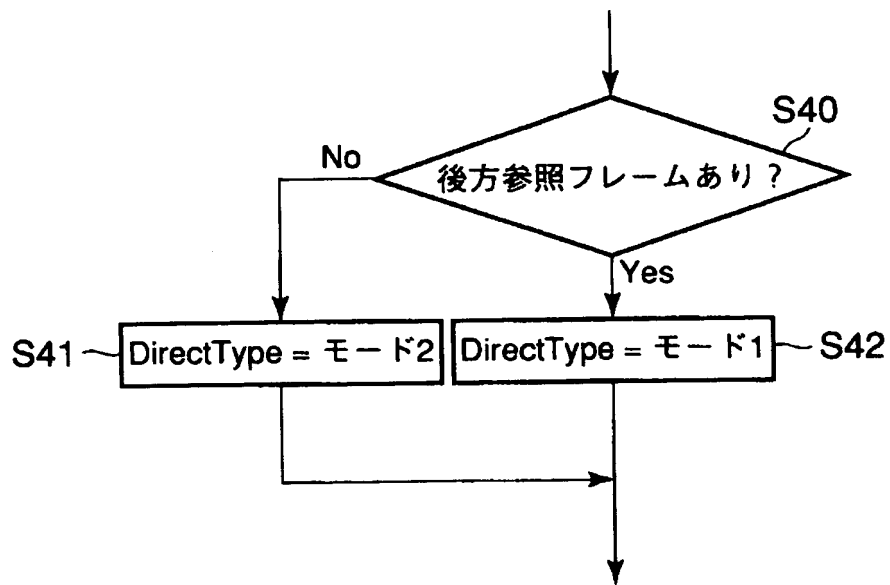 S40
No
後方参照フレームあり？
Yes
S41
DirectType = モード2
DirectType = モード1
S42